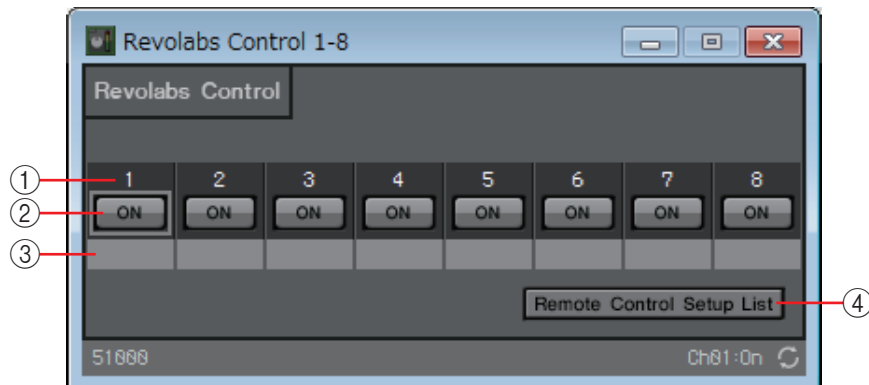 Revolabs Control 1-8
Revolabs Control
① 1 2 3 4 5 6 7 8
② ON ON ON ON ON ON ON ON
③
Remote Control Setup List ④
51000 Ch01:On